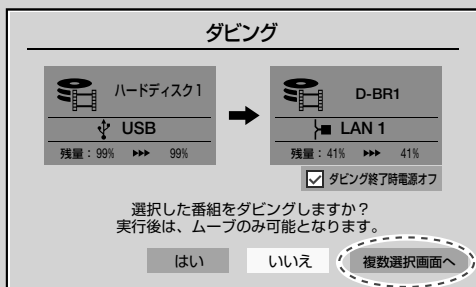 ダビング
ハードディスク1
USB
残量：99% ▸▸▸ 99%
D-BR1
LAN 1
残量：41% ▸▸▸ 41%
ダビング終了時電源オフ
選択した番組をダビングしますか？
実行後は、ムーブのみ可能となります。
はい いいえ 複数選択画面へ